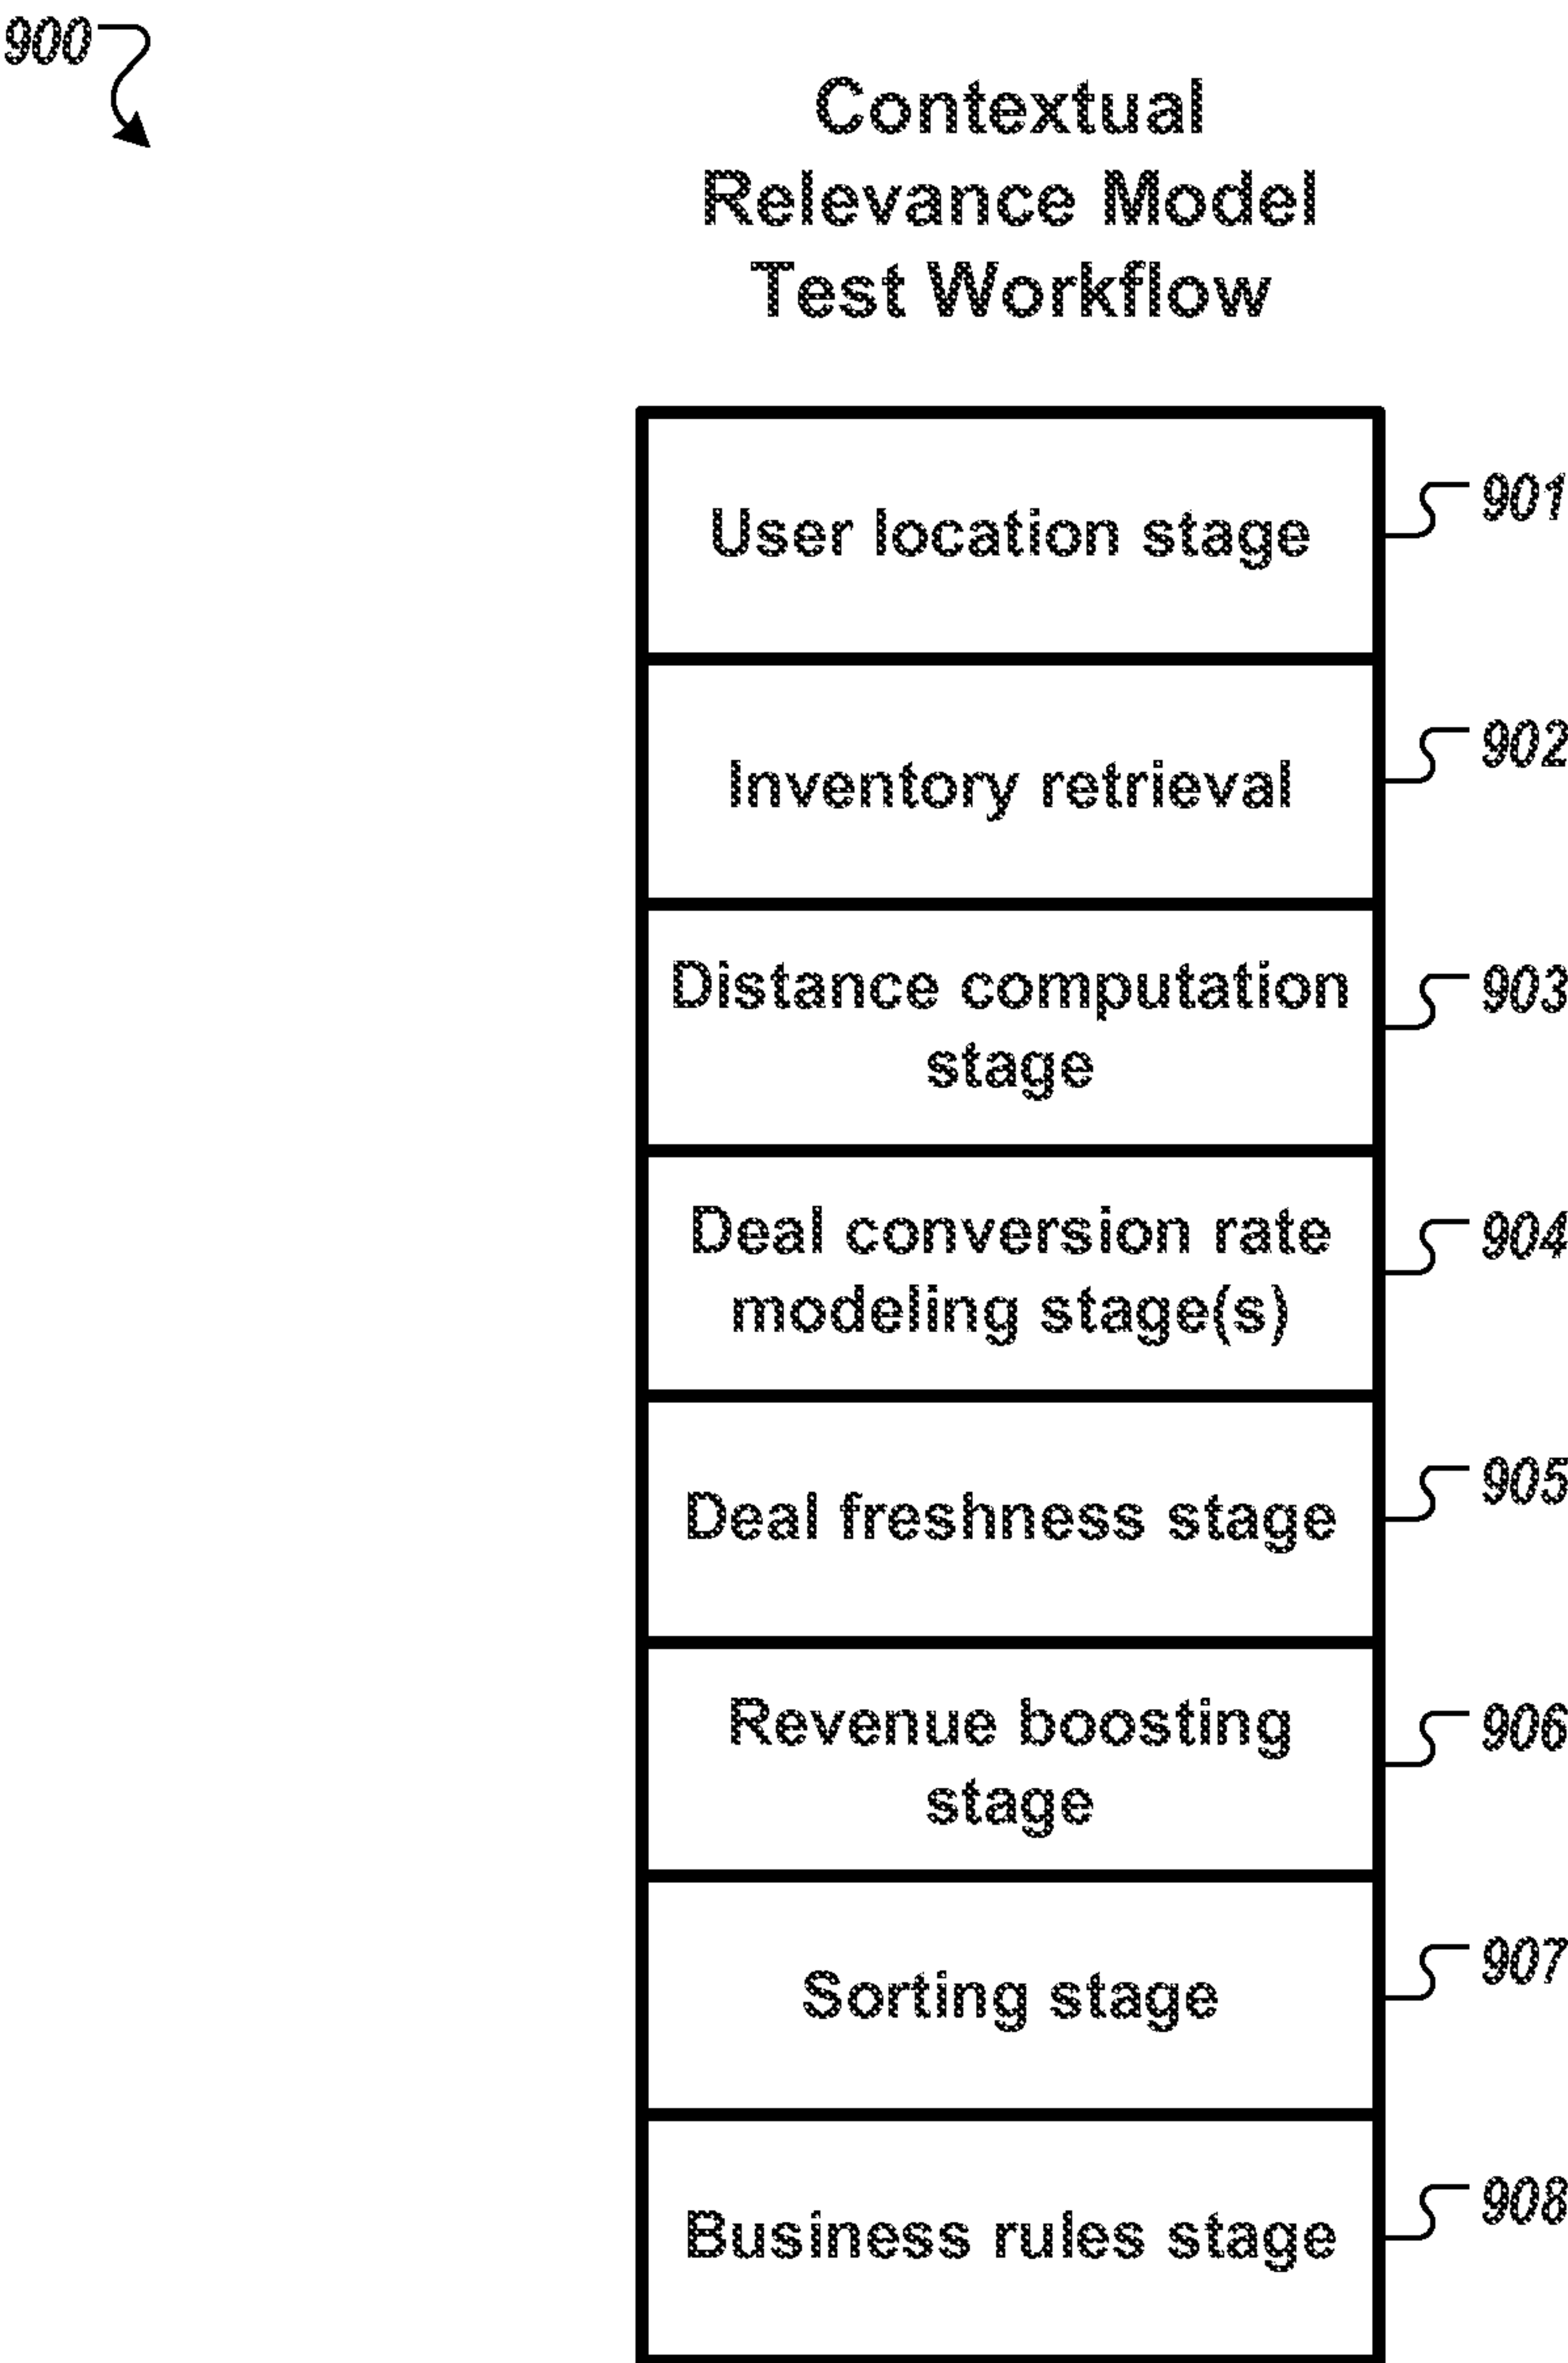 900
Contextual
Relevance Model
Test Workflow
User location stage
901
Inventory retrieval
902
Distance computation
stage
903
Deal conversion rate
modeling stage(s)
904
Deal freshness stage
905
Revenue boosting
stage
906
Sorting stage
907
Business rules stage
908